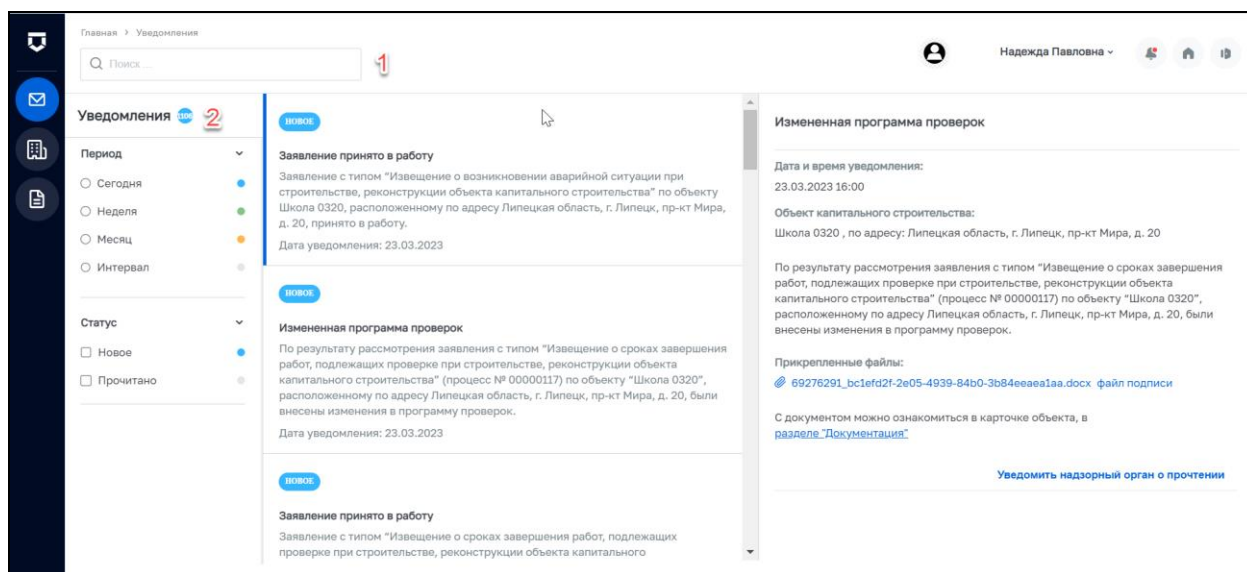 Главная > Уведомления
Поиск ...
1
Надежда Павловна
Уведомления
2
Период
Сегодня
Неделя
Месяц
Интервал
Статус
Новое
Прочитано
НОВОЕ
Заявление принято в работу
Заявление с типом “Извещение о возникновении аварийной ситуации при
строительстве, реконструкции объекта капитального строительства” по объекту
Школа 0320, расположенному по адресу Липецкая область, г. Липецк, пр-кт Мира,
д. 20, принято в работу.
Дата уведомления: 23.03.2023
НОВОЕ
Измененная программа проверок
По результату рассмотрения заявления с типом “Извещение о сроках завершения
работ, подлежащих проверке при строительстве, реконструкции объекта
капитального строительства” (процесс № 00000117) по объекту “Школа 0320”,
расположенному по адресу Липецкая область, г. Липецк, пр-кт Мира, д. 20, были
внесены изменения в программу проверок.
Дата уведомления: 23.03.2023
НОВОЕ
Заявление принято в работу
Заявление с типом “Извещение о сроках завершения работ, подлежащих
проверке при строительстве, реконструкции объекта капитального
Измененная программа проверок
Дата и время уведомления:
23.03.2023 16:00
Объект капитального строительства:
Школа 0320 , по адресу: Липецкая область, г. Липецк, пр-кт Мира, д. 20
По результату рассмотрения заявления с типом “Извещение о сроках завершения
работ, подлежащих проверке при строительстве, реконструкции объекта
капитального строительства” (процесс № 00000117) по объекту “Школа 0320”,
расположенному по адресу Липецкая область, г. Липецк, пр-кт Мира, д. 20, были
внесены изменения в программу проверок.
Прикрепленные файлы:
69276291_bc1efd2f-2e05-4939-84b0-3b84eeaea1aa.docx файл подписи
С документом можно ознакомиться в карточке объекта, в
разделе "Документация"
Уведомить надзорный орган о прочтении